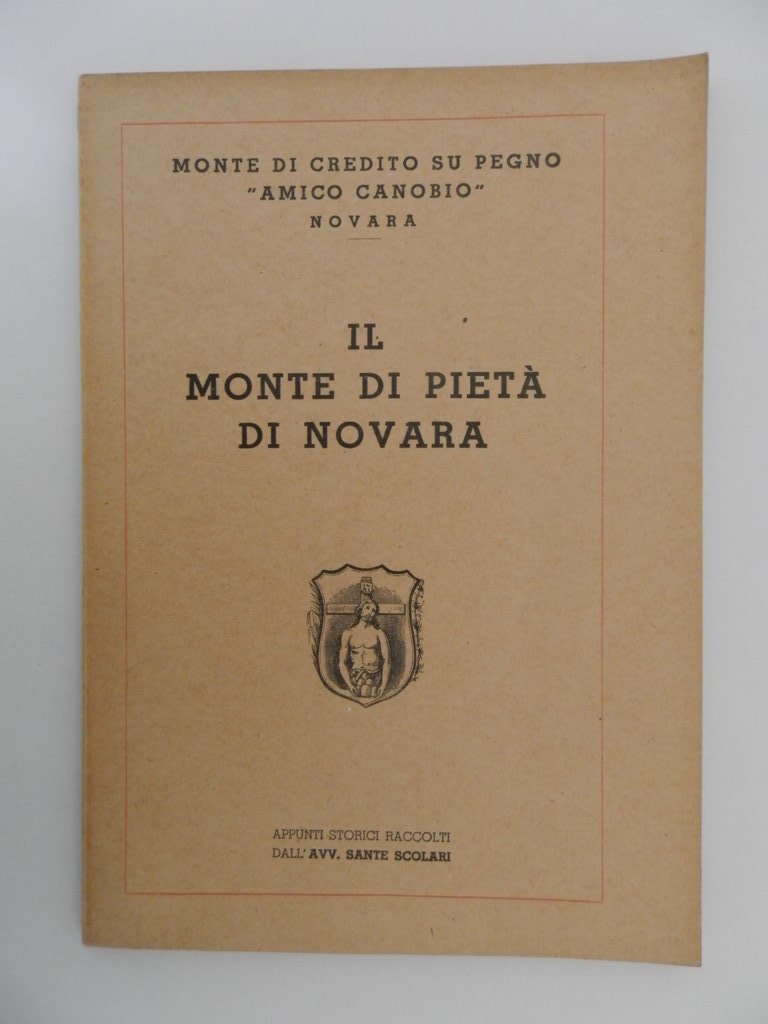 MONTE DI CREDITO SU PEGNO
"AMICO CANOBIO"
NOVARA
IL
MONTE DI PIETÀ
DI NOVARA
APPUNTI STORICI RACCOLTI
DALL'AVV. SANTE SCOLARI